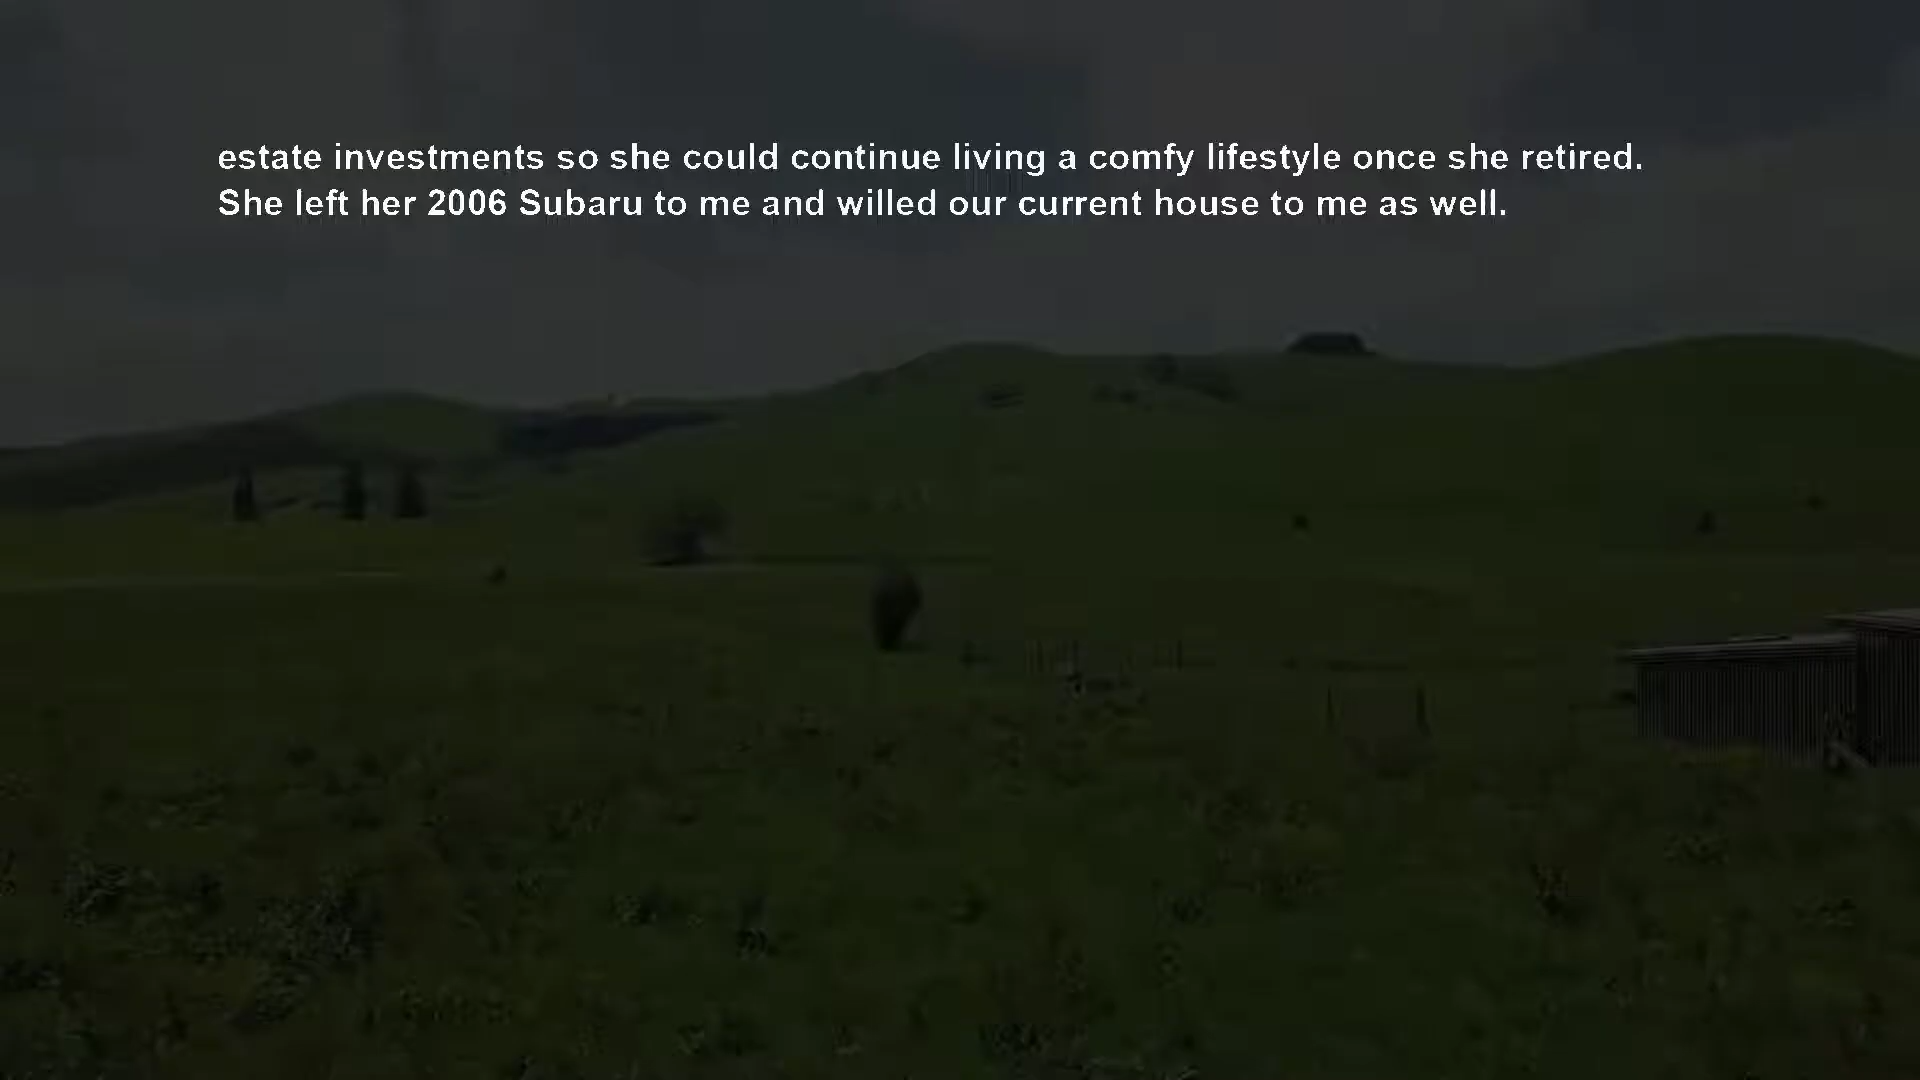 estate investments so she could continue living a comfy lifestyle once she retired.
She left her 2006 Subaru to me and willed our current house to me as well.